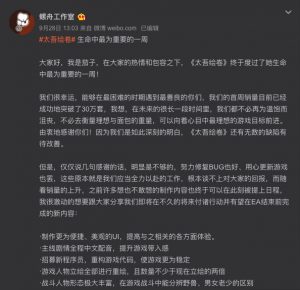 螺舟工作室
9月28日 13:03 来自 微博 weibo.com 已编辑
#太吾绘卷# 生命中最为重要的一周
大家好，我是茄子，在大家的热情和包容之下，《太吾绘卷》终于度过了她生命
中最为重要的一周！
我们很幸运，能够在最困难的时期遇到最善良的你们，我们的首周销量目前已经
成功地突破了30万套，我想，在未来的很长一段时间里，我们都不必再为温饱而
沮丧，不必去衡量理想与面包的重量，可以向着心目中最理想的游戏目标前进。
由衷地感谢你们！因为我们是如此深刻的明白，《太吾绘卷》还有无数的缺陷有
待改善。
但是，仅仅说几句感谢的话，明显是不够的，努力修复BUG也好、用心更新游戏
也罢，这些原本就是我们应当全力以赴的工作，根本谈不上对大家的回报，而随
着销量的上升，之前许多想也不敢想的制作内容也终于可以在此刻被提上日程，
我很激动的想要跟大家分享我们即将在不久的将来付诸行动并有望在EA结束前完
成的新内容：
·制作更为便捷、美观的UI，提高与之相关的各方面体验。
·主线剧情全程中文配音，提升游戏带入感
·招募新程序员，重构游戏代码，使游戏更为稳定
·游戏人物立绘全部进行重绘，且数量不少于现在立绘的两倍
·战斗人物形象极大丰富，在游戏战斗中能分辨野兽、男女老少的区别